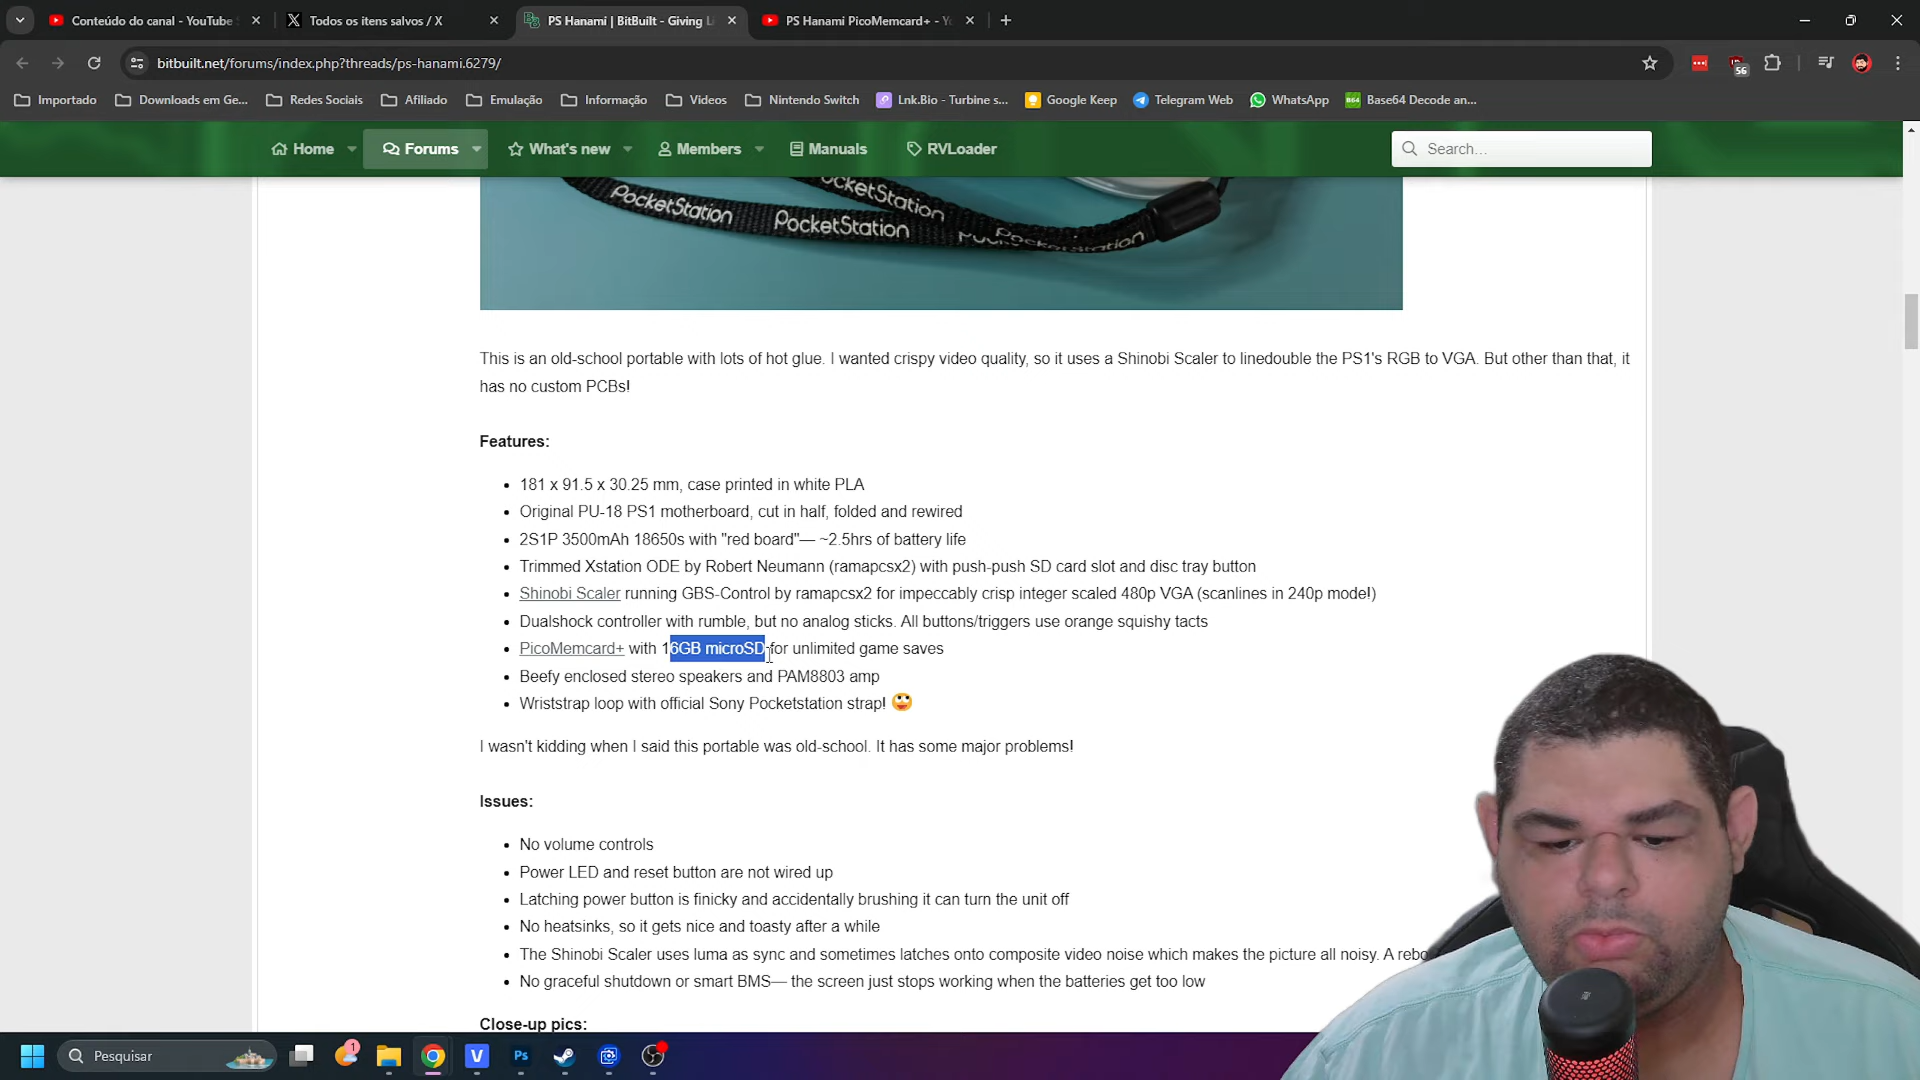 Conteúdo do canal - YouTube
Todos os itens salvos / X
PS Hanami | BitBuilt - Giving Li
PS Hanami PicoMemcard+ - Yo
bitbuilt.net/forums/index.php?threads/ps-hanami.6279/
56
Importado
Downloads em Ge...
Redes Sociais
Afiliado
Emulação
Informação
Videos
Nintendo Switch
Lnk.Bio - Turbine s...
Google Keep
Telegram Web
WhatsApp
B64
Base64 Decode an...
Home
Forums
What's new
Members
Manuals
RVLoader
Search...
PocketStation
PocketStation
PocketStation
PocketStation
This is an old-school portable with lots of hot glue. I wanted crispy video quality, so it uses a Shinobi Scaler to linedouble the PS1's RGB to VGA. But other than that, it
has no custom PCBs!
Features:
181 x 91.5 x 30.25 mm, case printed in white PLA
Original PU-18 PS1 motherboard, cut in half, folded and rewired
2S1P 3500mAh 18650s with "red board"— ~2.5hrs of battery life
Trimmed Xstation ODE by Robert Neumann (ramapcsx2) with push-push SD card slot and disc tray button
Shinobi Scaler running GBS-Control by ramapcsx2 for impeccably crisp integer scaled 480p VGA (scanlines in 240p mode!)
Dualshock controller with rumble, but no analog sticks. All buttons/triggers use orange squishy tacts
PicoMemcard+ with 16GB microSD for unlimited game saves
Beefy enclosed stereo speakers and PAM8803 amp
Wriststrap loop with official Sony Pocketstation strap!
I wasn't kidding when I said this portable was old-school. It has some major problems!
Issues:
No volume controls
Power LED and reset button are not wired up
Latching power button is finicky and accidentally brushing it can turn the unit off
No heatsinks, so it gets nice and toasty after a while
The Shinobi Scaler uses luma as sync and sometimes latches onto composite video noise which makes the picture all noisy. A rebo
No graceful shutdown or smart BMS— the screen just stops working when the batteries get too low
Close-up pics:
Pesquisar
1
V
Ps